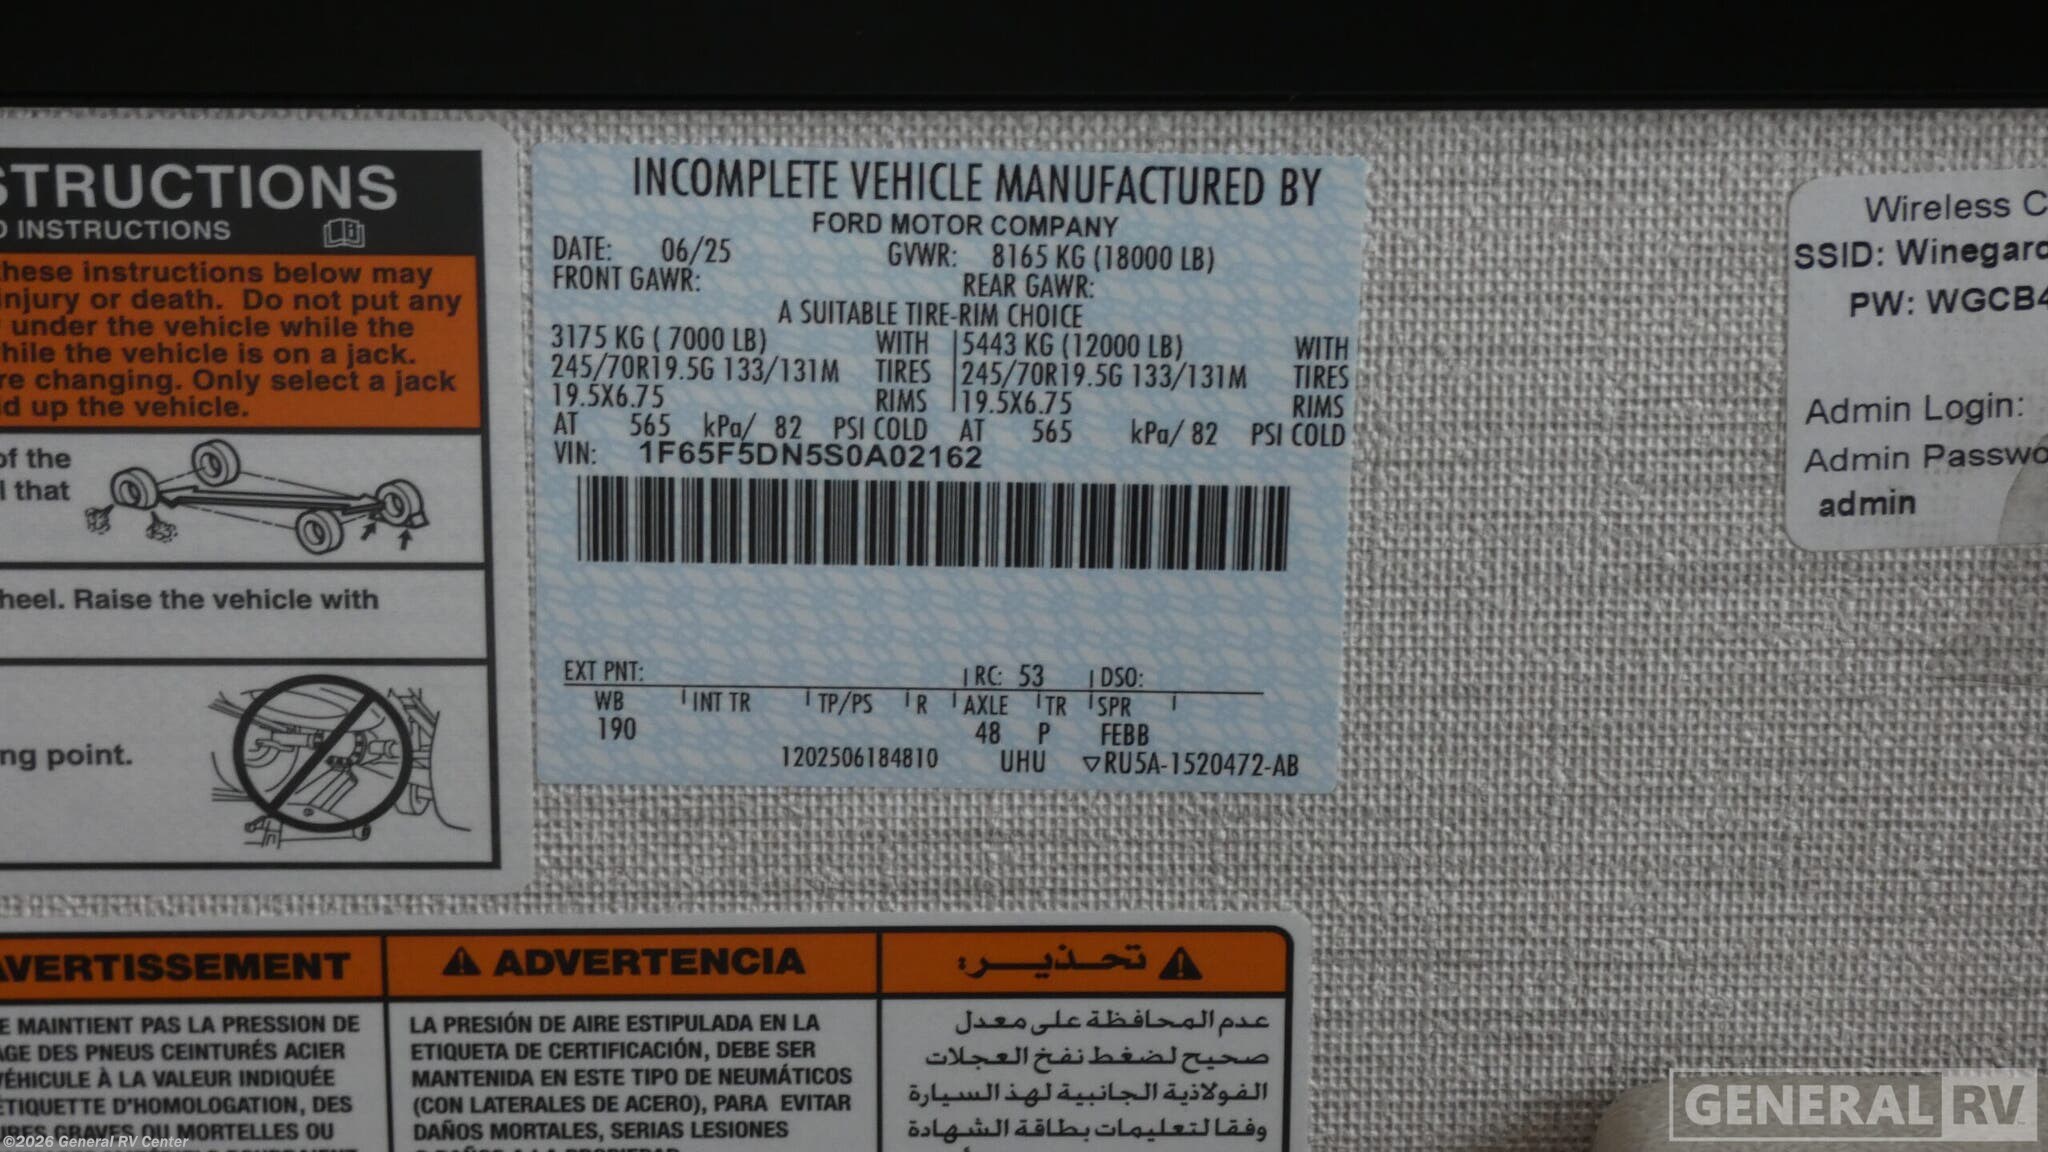 STRUCTIONS
INSTRUCTIONS
these instructions below may
injury or death. Do not put any
under the vehicle while the
while the vehicle is on a jack.
changing. Only select a jack
up the vehicle.
of the
that
Raise the vehicle with
ng point.
INCOMPLETE VEHICLE MANUFACTURED BY
FORD MOTOR COMPANY
DATE: 06/25 GVWR: 8165 KG (18000 LB)
FRONT GAWR: REAR GAWR:
A SUITABLE TIRE-RIM CHOICE
3175 KG ( 7000 LB) WITH 5443 KG (12000 LB) WITH
245/70R19.5G 133/131M TIRES 245/70R19.5G 133/131M TIRES
19.5X6.75 RIMS 19.5X6.75 RIMS
AT 565 kPa/ 82 PSI COLD AT 565 kPa/ 82 PSI COLD
VIN: 1F65F5DN5S0A02162
EXT PNT: RC: 53 DSO:
WB INT TR TP/PS R AXLE TR SPR
190 48 P FEBB
1202506184810 UHU ▽RU5A-1520472-AB
Wireless C
SSID: Winegard
PW: WGCB4
Admin Login:
Admin Passwo
admin
AVERTISSEMENT
MAINTIENT PAS LA PRESSION DE
DES PNEUS CEINTURÉS ACIER
VÉHICULE À LA VALEUR INDIQUÉE
ÉTIQUETTE D'HOMOLOGATION, DES
GRAVES OU MORTELLES OU
⚠ ADVERTENCIA
LA PRESIÓN DE AIRE ESTIPULADA EN LA
ETIQUETA DE CERTIFICACIÓN, DEBE SER
MANTENIDA EN ESTE TIPO DE NEUMÁTICOS
(CON LATERALES DE ACERO), PARA EVITAR
DAÑOS MORTALES, SERIAS LESIONES
⚠ تحذير:
عدم المحافظة على معدل
صحيح لضغط نفخ العجلات
الفولاذية الجانبية لهذ السيارة
وفقا لتعليمات بطاقة الشهادة
©2026 General RV Center
GENERAL RV